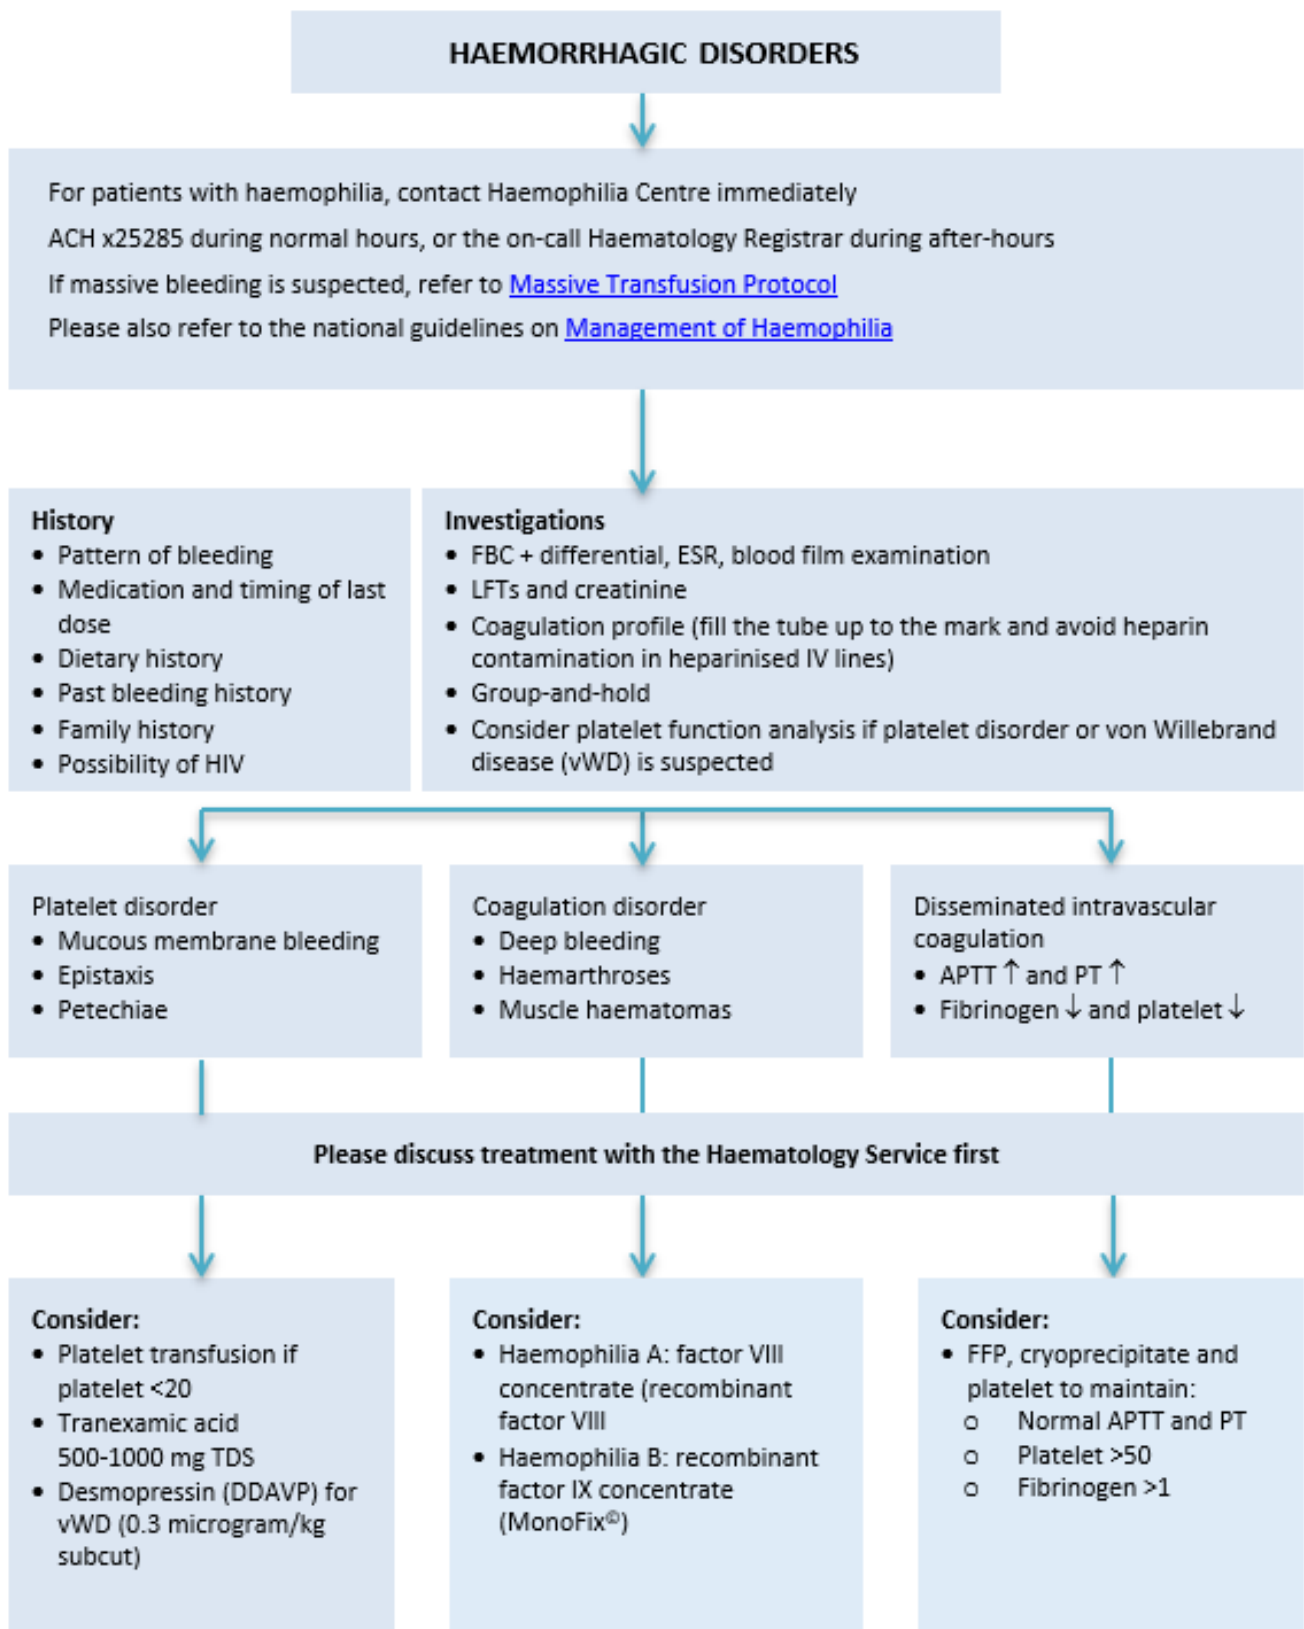 HAEMORRHAGIC DISORDERS
For patients with haemophilia, contact Haemophilia Centre immediately
ACH x25285 during normal hours, or the on-call Haematology Registrar during after-hours
If massive bleeding is suspected, refer to Massive Transfusion Protocol
Please also refer to the national guidelines on Management of Haemophilia
History
• Pattern of bleeding
• Medication and timing of last
dose
• Dietary history
• Past bleeding history
• Family history
• Possibility of HIV
Investigations
• FBC + differential, ESR, blood film examination
• LFTs and creatinine
• Coagulation profile (fill the tube up to the mark and avoid heparin
contamination in heparinised IV lines)
• Group-and-hold
• Consider platelet function analysis if platelet disorder or von Willebrand
disease (vWD) is suspected
Platelet disorder
• Mucous membrane bleeding
• Epistaxis
• Petechiae
Coagulation disorder
• Deep bleeding
• Haemarthroses
• Muscle haematomas
Disseminated intravascular
coagulation
• APTT ↑ and PT ↑
• Fibrinogen ↓ and platelet ↓
Please discuss treatment with the Haematology Service first
Consider:
• Platelet transfusion if
platelet <20
• Tranexamic acid
500-1000 mg TDS
• Desmopressin (DDAVP) for
vWD (0.3 microgram/kg
subcut)
Consider:
• Haemophilia A: factor VIII
concentrate (recombinant
factor VIII
• Haemophilia B: recombinant
factor IX concentrate
(MonoFix©)
Consider:
• FFP, cryoprecipitate and
platelet to maintain:
o Normal APTT and PT
o Platelet >50
o Fibrinogen >1